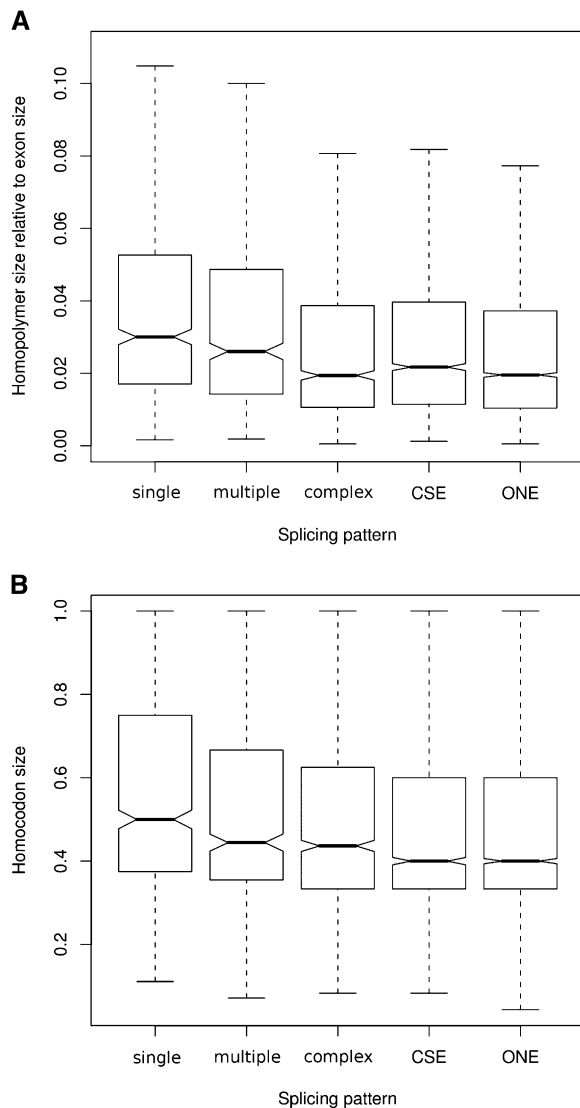 A
Homopolymer size relative to exon size
0.10
0.08
0.06
0.04
0.02
0.00
single multiple complex CSE ONE
Splicing pattern
B
Homocodon size
1.0
0.8
0.6
0.4
0.2
single multiple complex CSE ONE
Splicing pattern